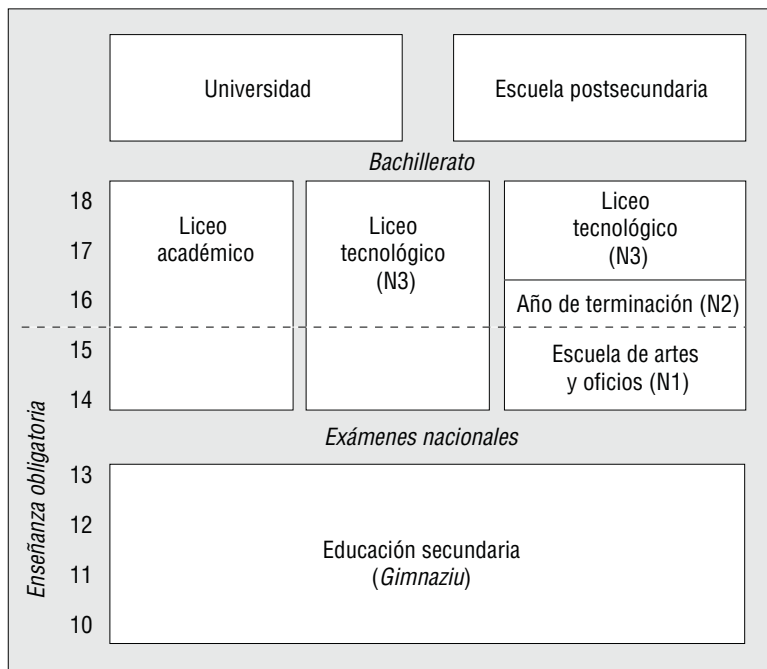 Universidad
Escuela postsecundaria
Bachillerato
18
17
16
15
14
Liceo
académico
Liceo
tecnológico
(N3)
Liceo
tecnológico
(N3)
Año de terminación (N2)
Escuela de artes
y oficios (N1)
Exámenes nacionales
Enseñanza obligatoria
13
12
11
10
Educación secundaria
(Gimnaziu)